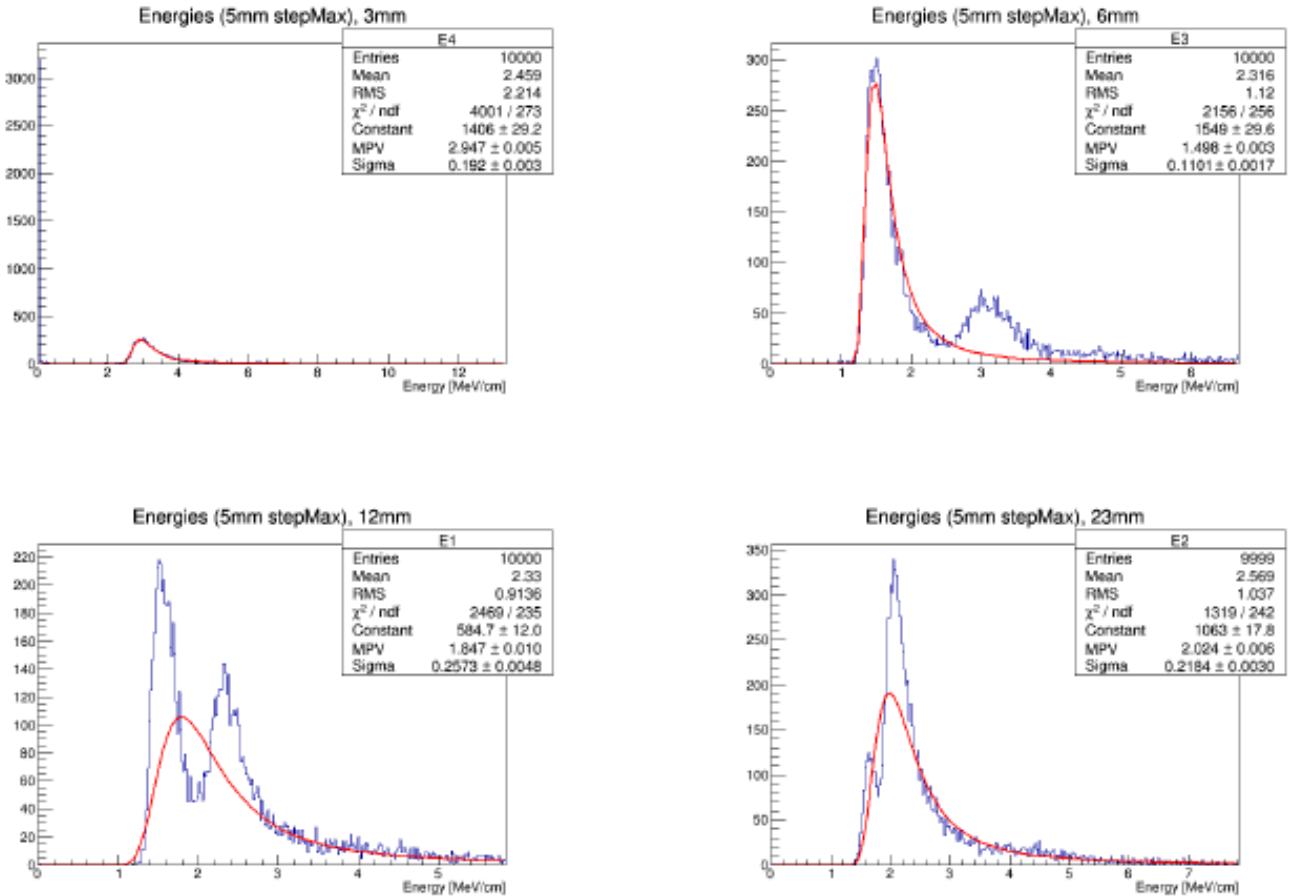 Energies (5mm stepMax), 3mm
E4
Entries 10000
Mean 2.459
RMS 2.214
χ² / ndf 4001 / 273
Constant 1406 ± 29.2
MPV 2.947 ± 0.005
Sigma 0.192 ± 0.003
3000
2500
2000
1500
1000
500
0
0 2 4 6 8 10 12
Energy [MeV/cm]
Energies (5mm stepMax), 6mm
E3
Entries 10000
Mean 2.316
RMS 1.12
χ² / ndf 2156 / 256
Constant 1549 ± 29.6
MPV 1.498 ± 0.003
Sigma 0.1101 ± 0.0017
300
250
200
150
100
50
0
0 1 2 3 4 5 6
Energy [MeV/cm]
Energies (5mm stepMax), 12mm
E1
Entries 10000
Mean 2.33
RMS 0.9136
χ² / ndf 2469 / 235
Constant 584.7 ± 12.0
MPV 1.847 ± 0.010
Sigma 0.2573 ± 0.0048
220
200
180
160
140
120
100
80
60
40
20
0
0 1 2 3 4 5
Energy [MeV/cm]
Energies (5mm stepMax), 23mm
E2
Entries 9999
Mean 2.569
RMS 1.037
χ² / ndf 1319 / 242
Constant 1063 ± 17.8
MPV 2.024 ± 0.006
Sigma 0.2184 ± 0.0030
350
300
250
200
150
100
50
0
0 1 2 3 4 5 6 7
Energy [MeV/cm]